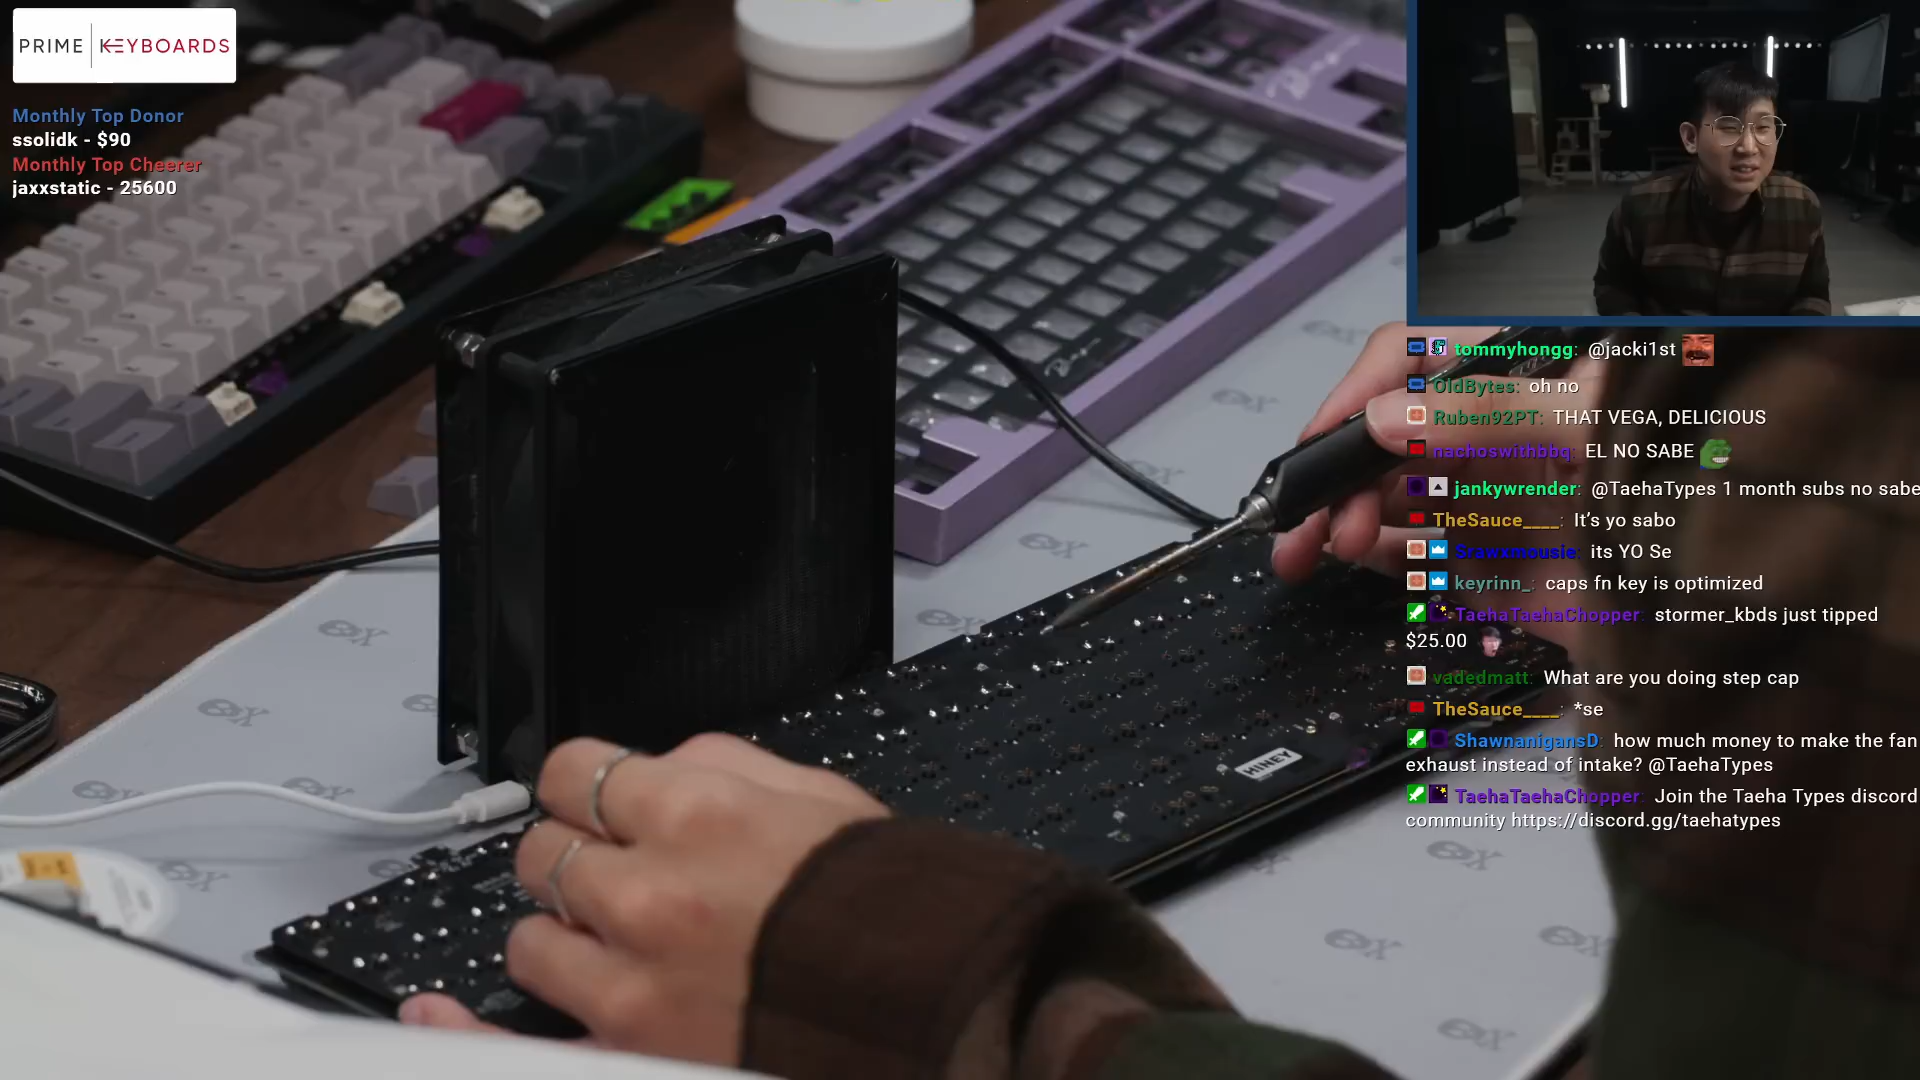 PRIME KEYBOARDS
Monthly Top Donor
ssolidk - $90
Monthly Top Cheerer
jaxxstatic - 25600
tommyhongg: @jacki1st
OldBytes: oh no
Ruben92PT: THAT VEGA, DELICIOUS
nachoswithbbq: EL NO SABE
jankywrender: @TaehaTypes 1 month subs no sabe
TheSauce____: It’s yo sabo
Srawxmousie: its YO Se
keyrinn_: caps fn key is optimized
TaehaTaehaChopper: stormer_kbds just tipped
$25.00
vadedmatt: What are you doing step cap
TheSauce____: *se
ShawnanigansD: how much money to make the fan
exhaust instead of intake? @TaehaTypes
TaehaTaehaChopper: Join the Taeha Types discord
community https://discord.gg/taehatypes
HINEY